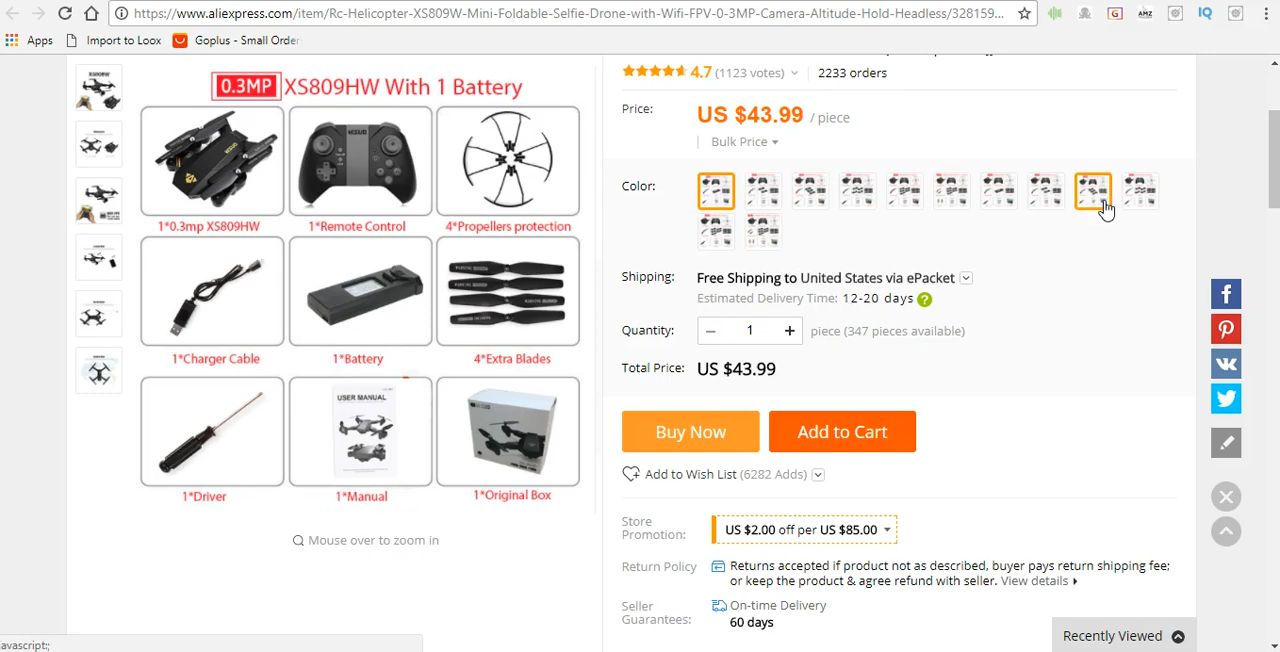 https://www.aliexpress.com/item/Rc-Helicopter-XS809W-Mini-Foldable-Selfie-Drone-with-Wifi-FPV-0-3MP-Camera-Altitude-Hold-Headless/328159...
G
AMZ
IQ
Apps
Import to Loox
Goplus - Small Order
XS809W
0.3MP XS809HW With 1 Battery
VISUO
1*0.3mp XS809HW
1*Remote Control
4*Propellers protection
1*Charger Cable
1*Battery
4*Extra Blades
USER MANUAL
1*Driver
1*Manual
1*Original Box
Mouse over to zoom in
4.7 (1123 votes)
2233 orders
Price:
US $43.99 / piece
Bulk Price
Color:
Shipping:
Free Shipping to United States via ePacket
Estimated Delivery Time: 12-20 days ?
Quantity:
− 1 + piece (347 pieces available)
Total Price:
US $43.99
Buy Now
Add to Cart
Add to Wish List (6282 Adds)
Store Promotion:
US $2.00 off per US $85.00
Return Policy
Returns accepted if product not as described, buyer pays return shipping fee;
or keep the product & agree refund with seller. View details
Seller Guarantees:
On-time Delivery
60 days
Recently Viewed
avascript:;